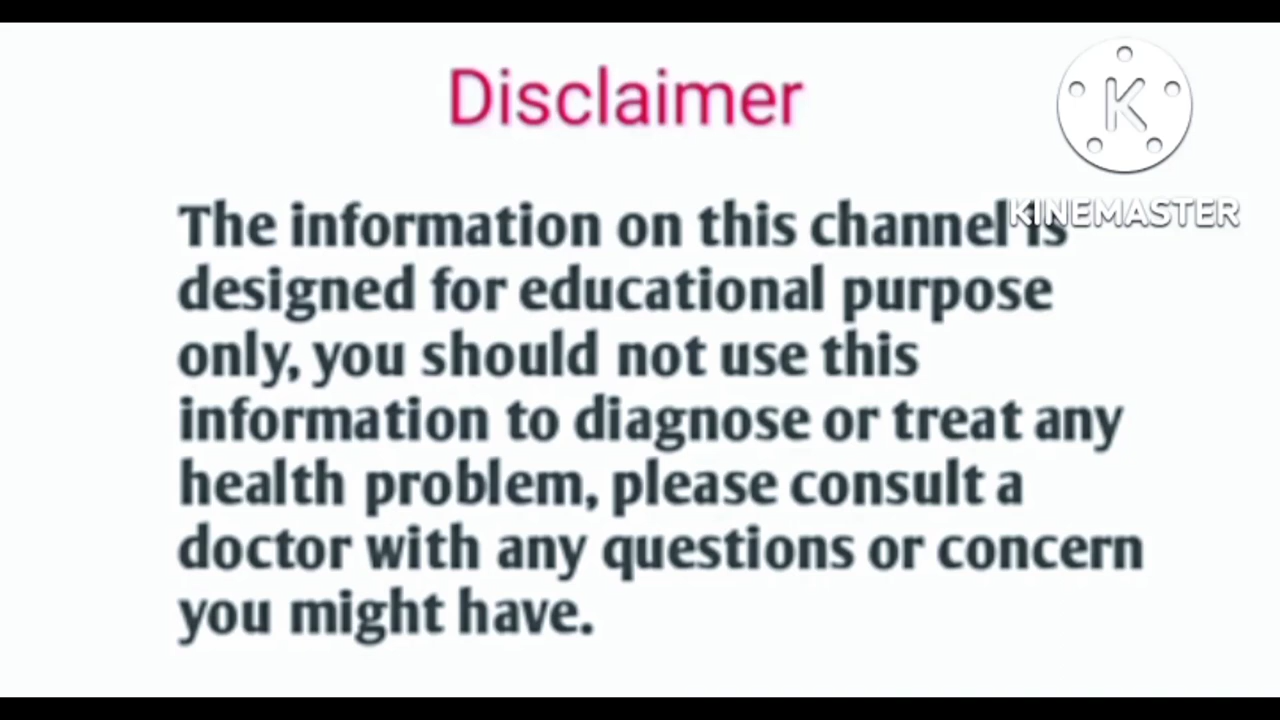 Disclaimer
K
KINEMASTER
The information on this channel is
designed for educational purpose
only, you should not use this
information to diagnose or treat any
health problem, please consult a
doctor with any questions or concern
you might have.